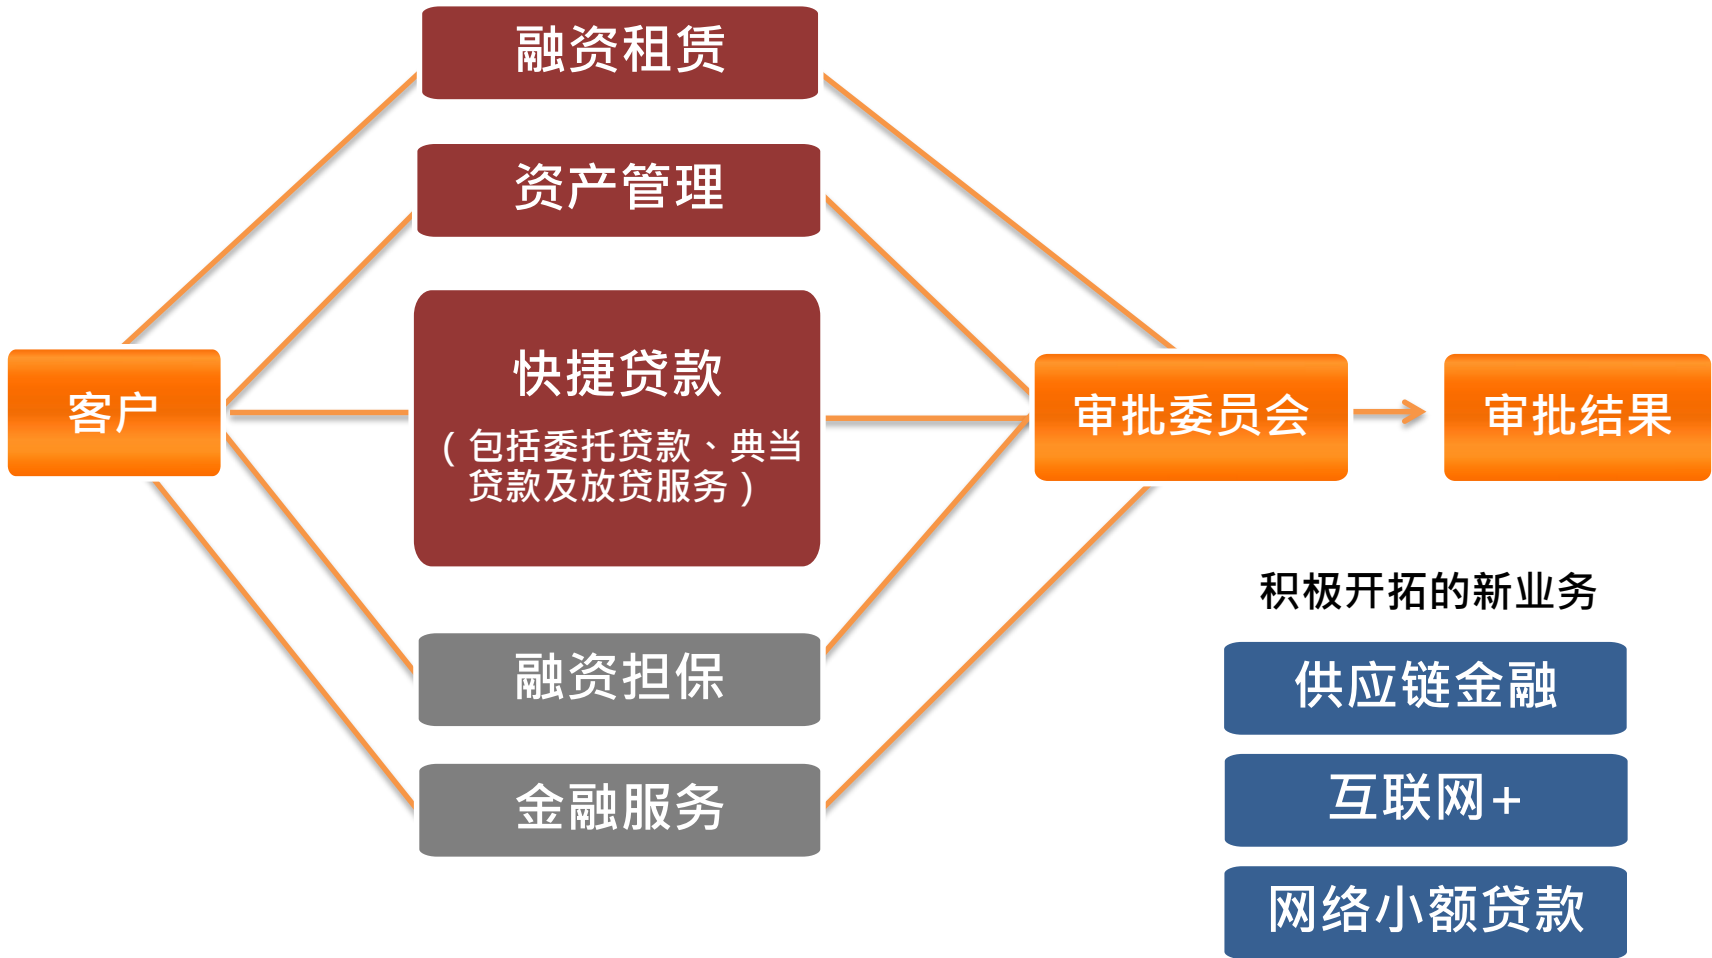 融资租赁
资产管理
快捷贷款
（包括委托贷款、典当
贷款及放贷服务）
客户
审批委员会
审批结果
融资担保
金融服务
积极开拓的新业务
供应链金融
互联网+
网络小额贷款